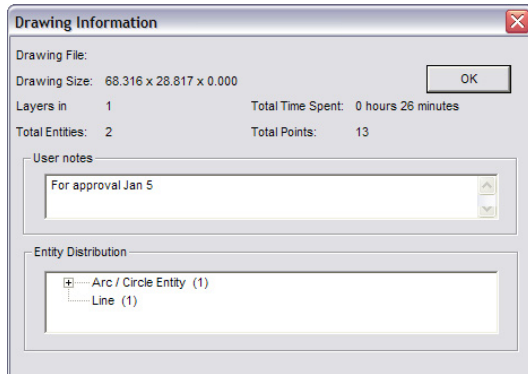 Drawing Information
Drawing File:
Drawing Size: 68.316 x 28.817 x 0.000
OK
Layers in 1 Total Time Spent: 0 hours 26 minutes
Total Entities: 2 Total Points: 13
User notes
For approval Jan 5
Entity Distribution
Arc / Circle Entity (1)
Line (1)